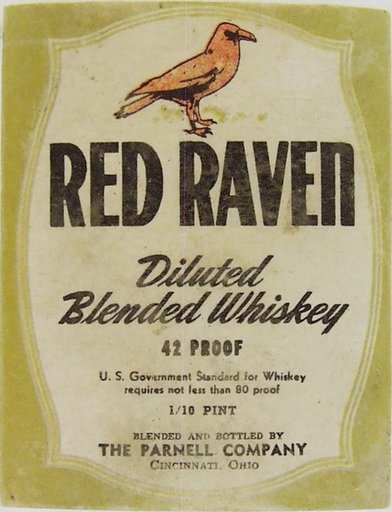 RED RAVEN
Diluted
Blended Whiskey
42 PROOF
U. S. Government Standard for Whiskey
requires not less than 80 proof
1/10 PINT
BLENDED AND BOTTLED BY
THE PARNELL COMPANY
CINCINNATI, OHIO